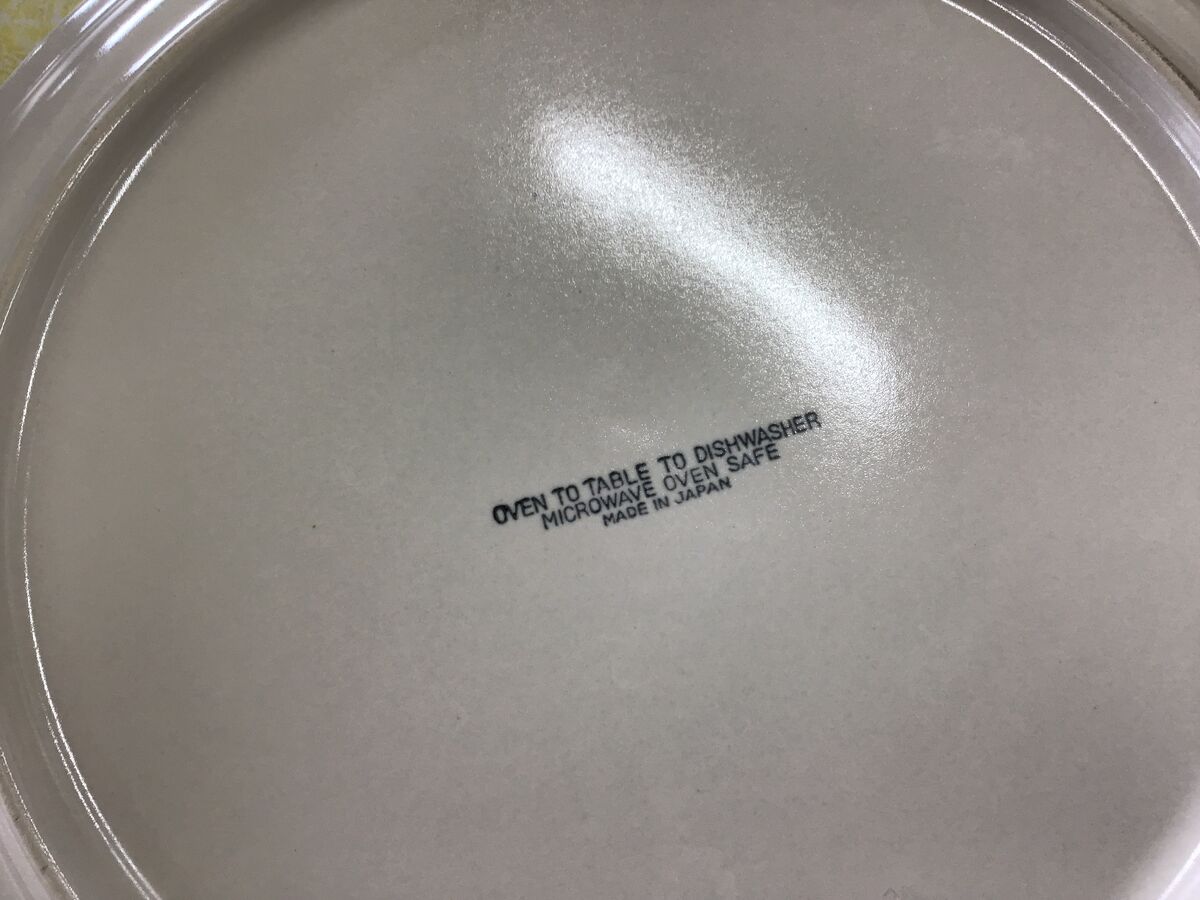 OVEN TO TABLE TO DISHWASHER
MICROWAVE OVEN SAFE
MADE IN JAPAN